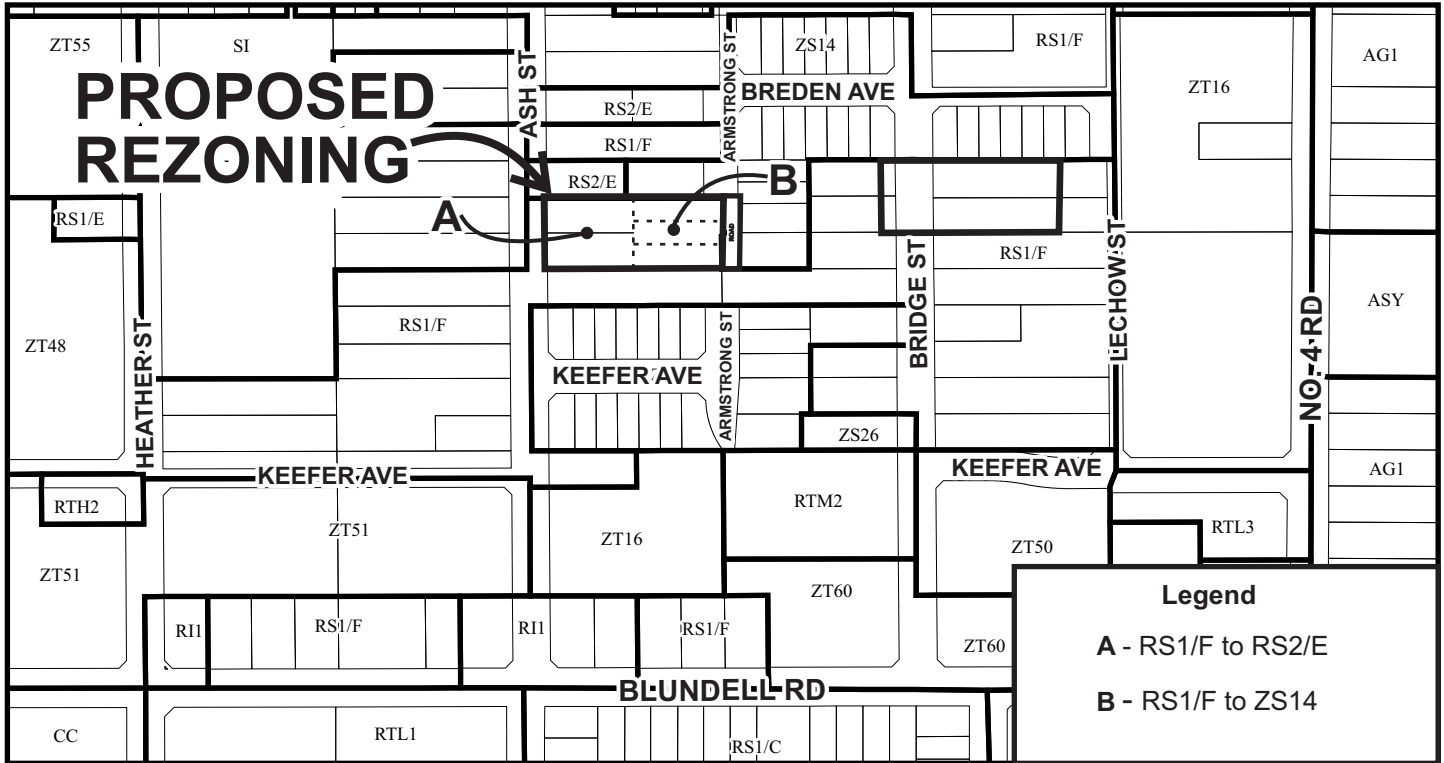 ZT55
SI
ASH ST
ARMSTRONG ST
ZS14
RS1/F
ZT16
AG1
PROPOSED
REZONING
BREDEN AVE
RS2/E
RS1/F
RS2/E
A
B
ROAD
RS1/E
RS1/F
BRIDGE ST
LECHOW ST
NO. 4 RD
ASY
ZT48
HEATHER ST
RS1/F
KEEFER AVE
ARMSTRONG ST
ZS26
KEEFER AVE
KEEFER AVE
AG1
RTH2
ZT51
ZT16
RTM2
ZT50
RTL3
ZT51
ZT60
RI1
RS1/F
RI1
RS1/F
ZT60
BLUNDELL RD
CC
RTL1
RS1/C
Legend
A - RS1/F to RS2/E
B - RS1/F to ZS14